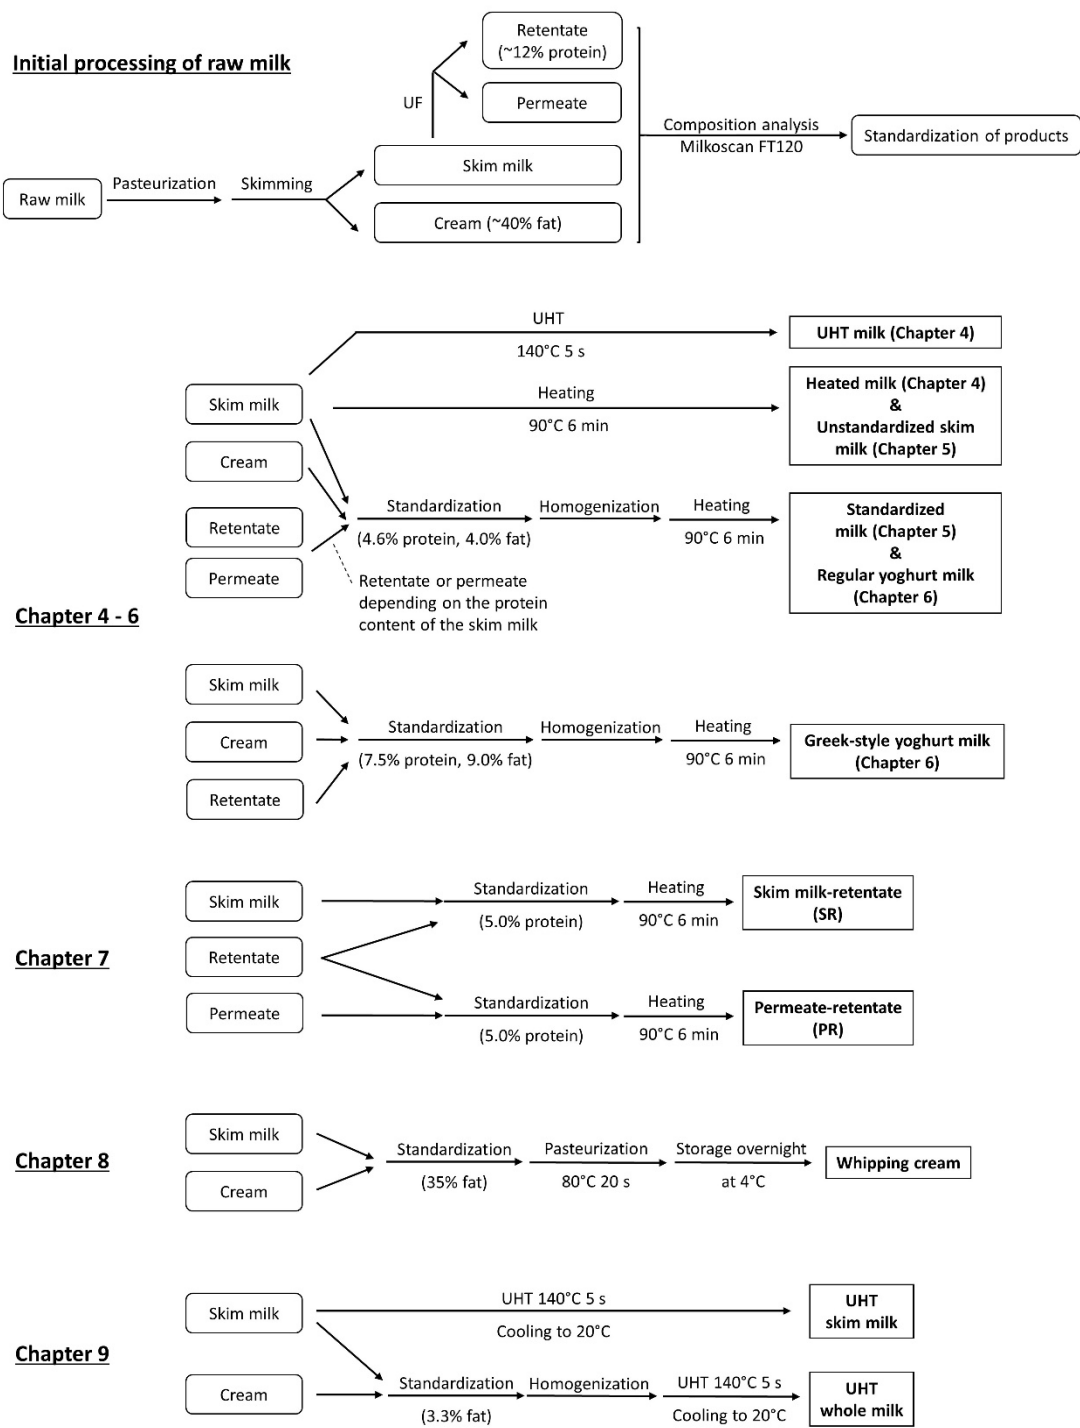 Initial processing of raw milk
Retentate
(~12% protein)
UF
Permeate
Composition analysis
Milkoscan FT120
Standardization of products
Skim milk
Raw milk
Pasteurization
Skimming
Cream (~40% fat)
UHT
140°C 5 s
UHT milk (Chapter 4)
Skim milk
Heating
90°C 6 min
Heated milk (Chapter 4)
&
Unstandardized skim
milk (Chapter 5)
Cream
Retentate
Permeate
Standardization
(4.6% protein, 4.0% fat)
Homogenization
Heating
90°C 6 min
Standardized
milk (Chapter 5)
&
Regular yoghurt milk
(Chapter 6)
Retentate or permeate
depending on the protein
content of the skim milk
Chapter 4 - 6
Skim milk
Cream
Retentate
Standardization
(7.5% protein, 9.0% fat)
Homogenization
Heating
90°C 6 min
Greek-style yoghurt milk
(Chapter 6)
Chapter 7
Skim milk
Retentate
Permeate
Standardization
(5.0% protein)
Heating
90°C 6 min
Skim milk-retentate
(SR)
Standardization
(5.0% protein)
Heating
90°C 6 min
Permeate-retentate
(PR)
Chapter 8
Skim milk
Cream
Standardization
(35% fat)
Pasteurization
80°C 20 s
Storage overnight
at 4°C
Whipping cream
Chapter 9
Skim milk
UHT 140°C 5 s
Cooling to 20°C
UHT
skim milk
Cream
Standardization
(3.3% fat)
Homogenization
UHT 140°C 5 s
Cooling to 20°C
UHT
whole milk